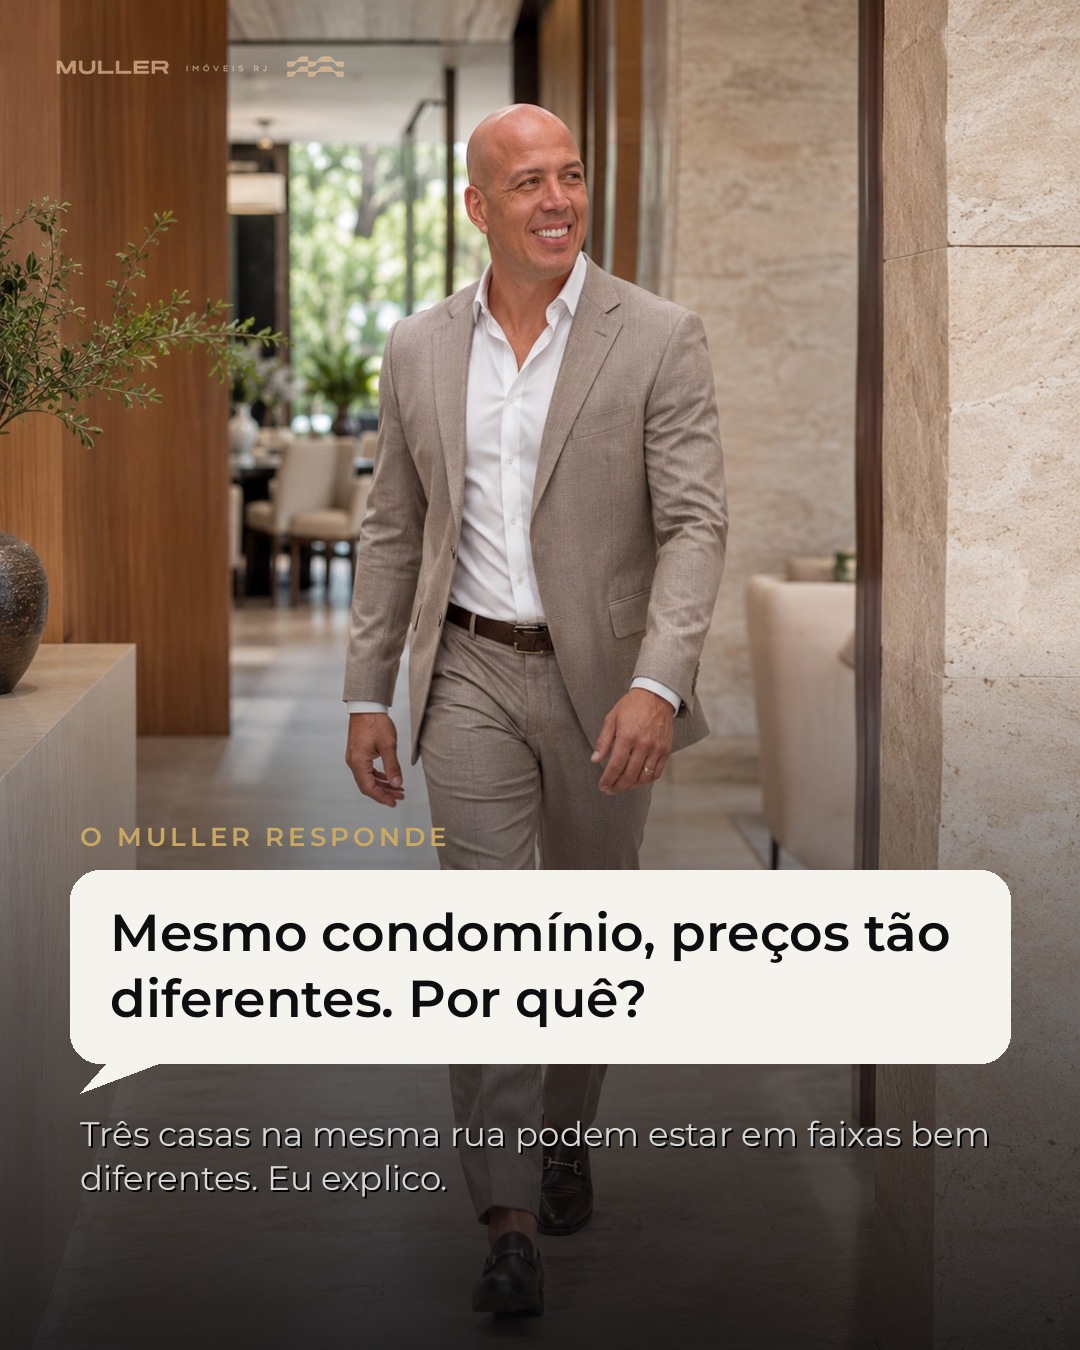 MULLER IMÓVEIS RJ
O MULLER RESPONDE
Mesmo condomínio, preços tão
diferentes. Por quê?
Três casas na mesma rua podem estar em faixas bem
diferentes. Eu explico.